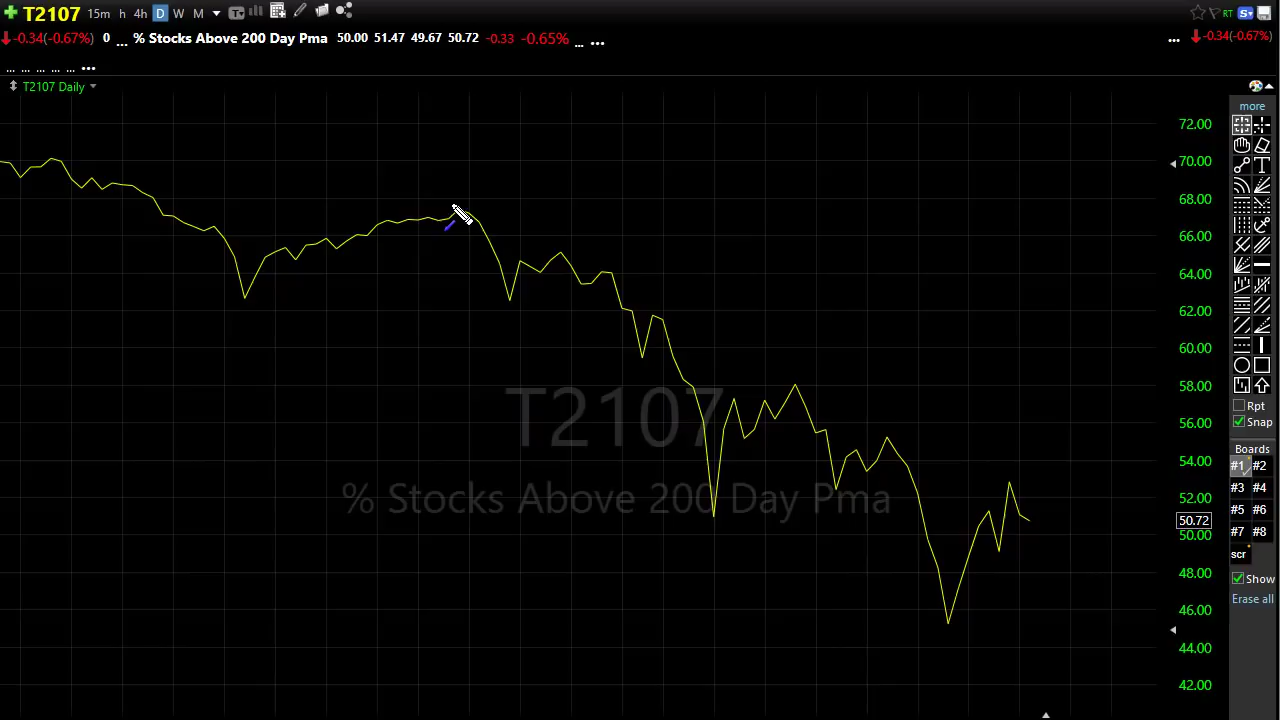 T2107 15m h 4h D W M T RT S
-0.34(-0.67%) 0 ... % Stocks Above 200 Day Pma 50.00 51.47 49.67 50.72 -0.33 -0.65% ... ... ... -0.34(-0.67%)
... ... ... ... ... ...
T2107 Daily
more
72.00
70.00
68.00
66.00
64.00
62.00
60.00
58.00
56.00
54.00
52.00
50.72
50.00
48.00
46.00
44.00
42.00
T2107
% Stocks Above 200 Day Pma
T
Rpt
Snap
Boards
#1 #2
#3 #4
#5 #6
#7 #8
scr
Show
Erase all